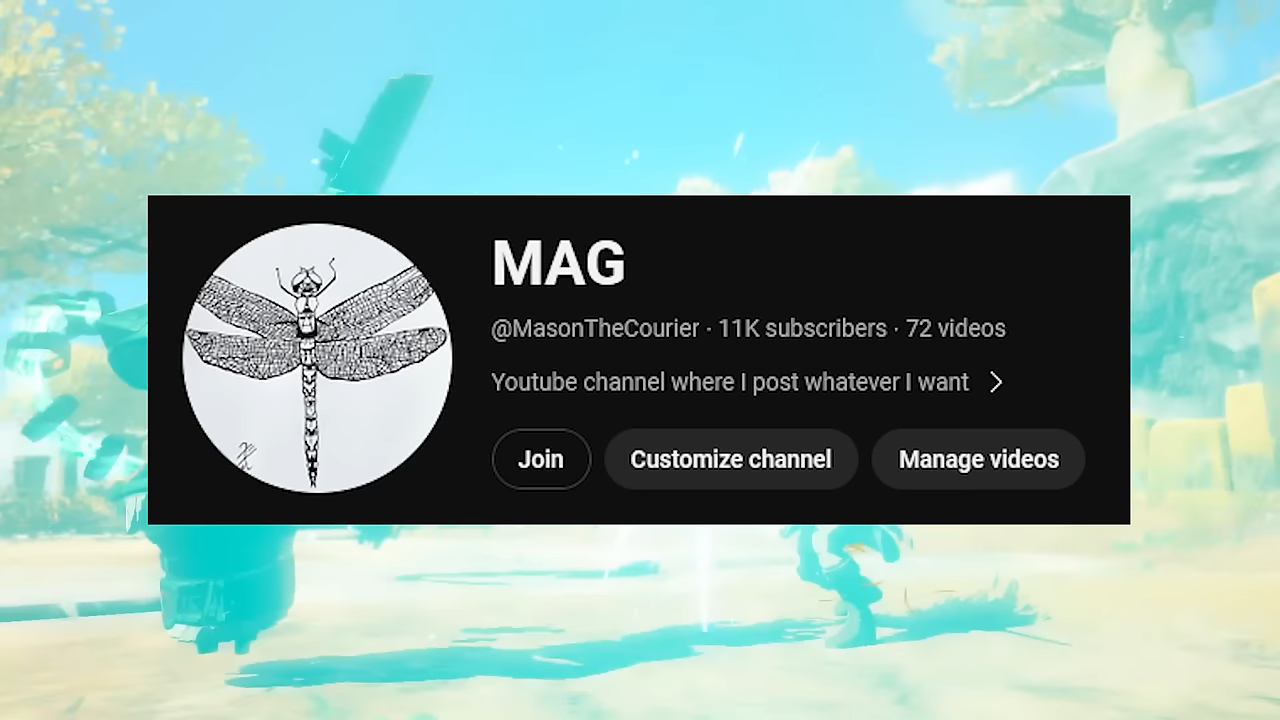 MAG
@MasonTheCourier · 11K subscribers · 72 videos
Youtube channel where I post whatever I want
Join Customize channel Manage videos